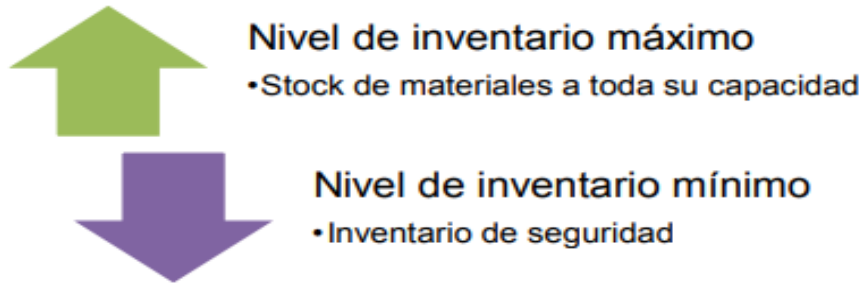 Nivel de inventario máximo
•Stock de materiales a toda su capacidad
Nivel de inventario mínimo
•Inventario de seguridad